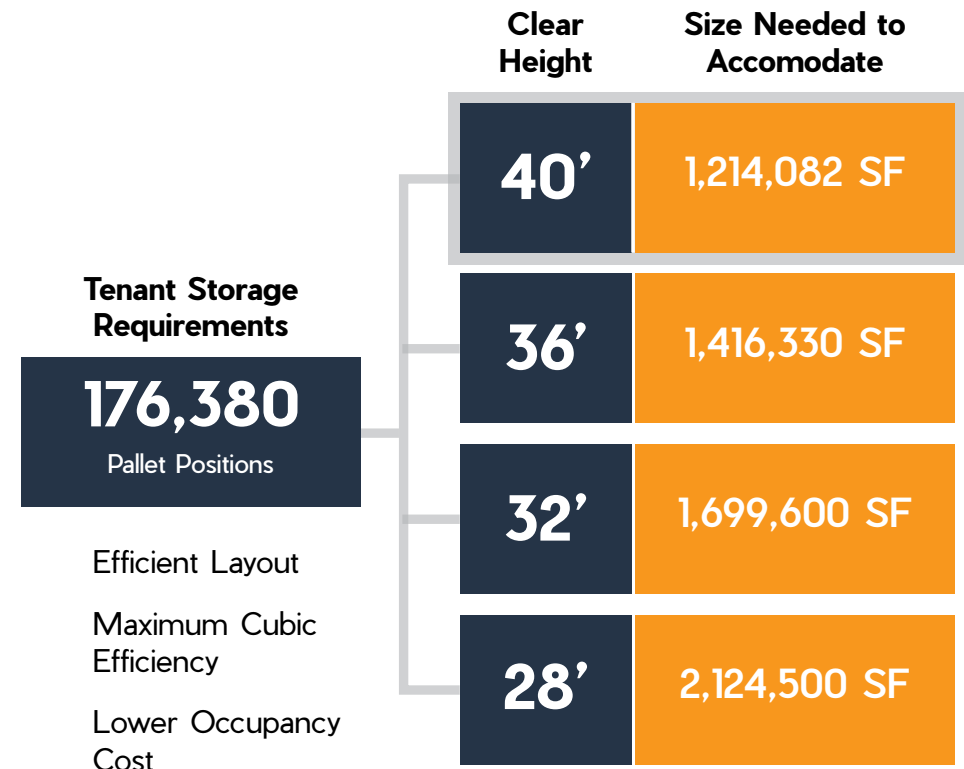 Clear
Height
Size Needed to
Accomodate
40’
1,214,082 SF
36’
1,416,330 SF
32’
1,699,600 SF
28’
2,124,500 SF
Tenant Storage
Requirements
176,380
Pallet Positions
Efficient Layout
Maximum Cubic
Efficiency
Lower Occupancy
Cost